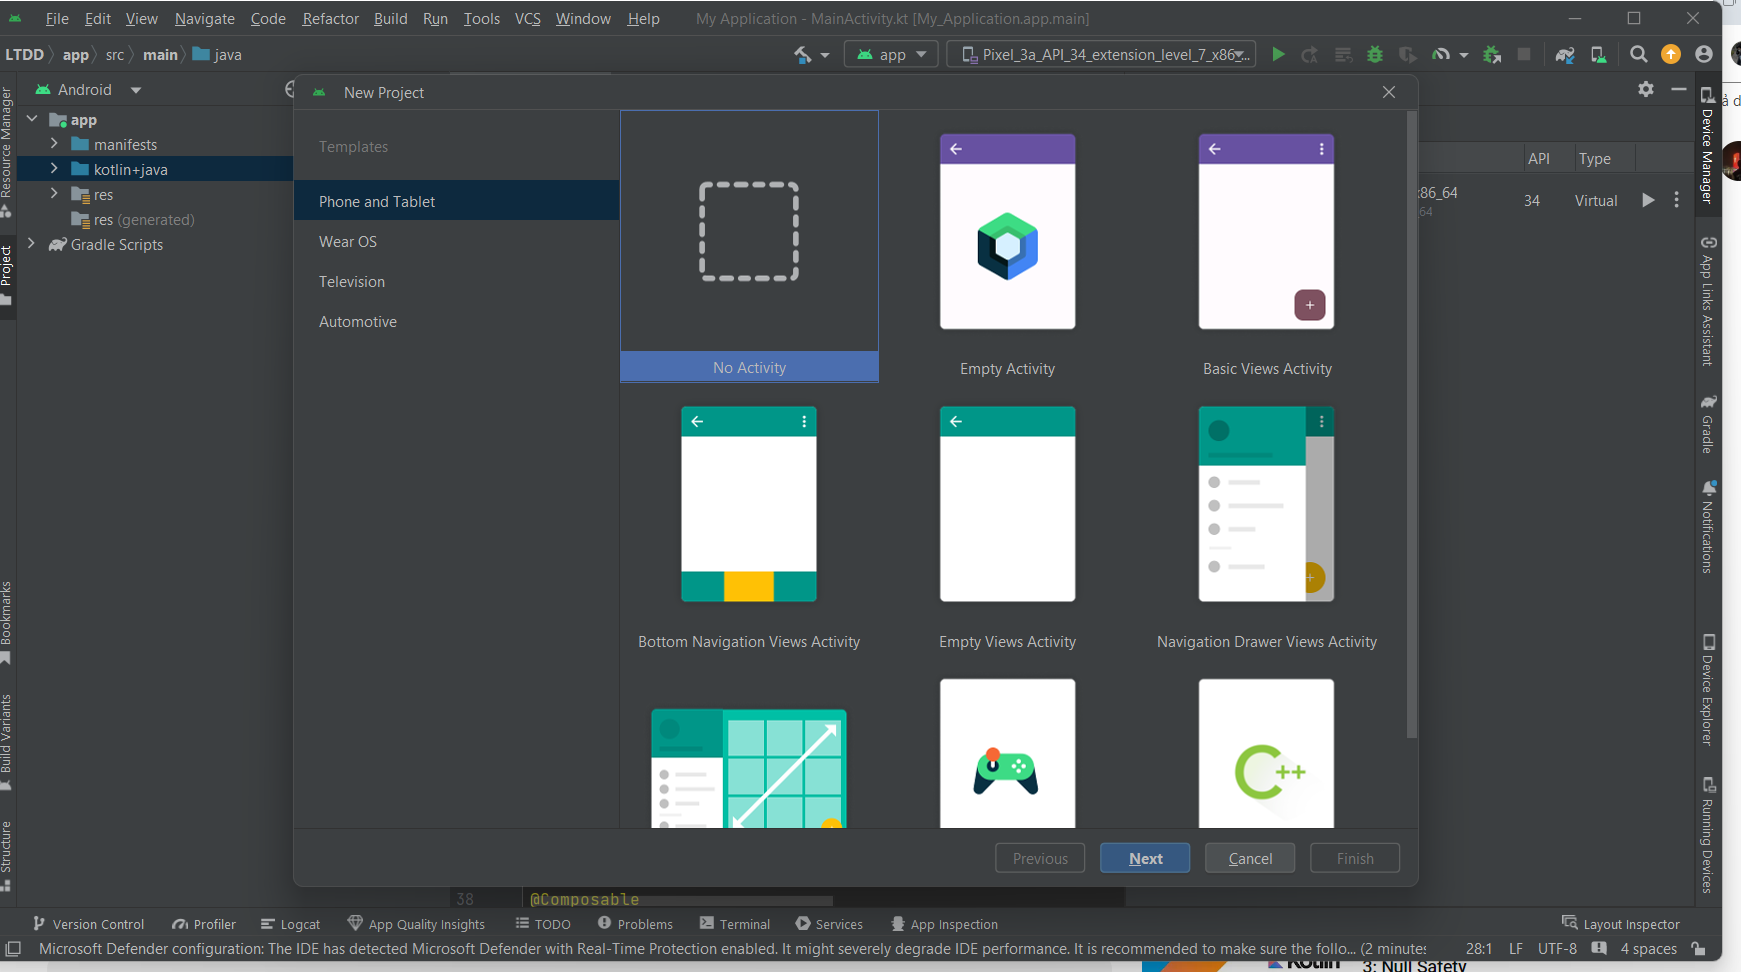 File Edit View Navigate Code Refactor Build Run Tools VCS Window Help My Application - MainActivity.kt [My_Application.app.main]
LTDD app src main java app Pixel_3a_API_34_extension_level_7_x86...
Android
app
manifests
kotlin+java
res
res (generated)
Gradle Scripts
Resource Manager
Project
Bookmarks
Build Variants
Structure
New Project
Templates
Phone and Tablet
Wear OS
Television
Automotive
No Activity
Empty Activity
Basic Views Activity
Bottom Navigation Views Activity
Empty Views Activity
Navigation Drawer Views Activity
C++
Previous Next Cancel Finish
API Type
:86_64
64
34 Virtual
Device Manager
App Links Assistant
Gradle
Notifications
Device Explorer
Running Devices
38 @Composable
Version Control Profiler Logcat App Quality Insights TODO Problems Terminal Services App Inspection Layout Inspector
Microsoft Defender configuration: The IDE has detected Microsoft Defender with Real-Time Protection enabled. It might severely degrade IDE performance. It is recommended to make sure the follo... (2 minutes 28:1 LF UTF-8 4 spaces
Kotlin 3: Null Safety